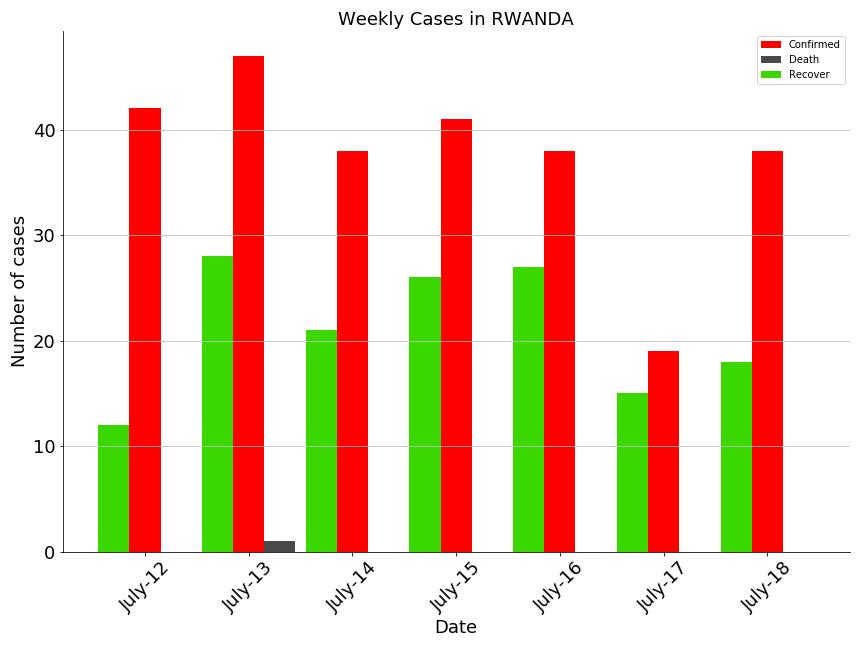 Weekly Cases in RWANDA
Confirmed
Death
Recover
Number of cases
40
30
20
10
0
July-12
July-13
July-14
July-15
July-16
July-17
July-18
Date